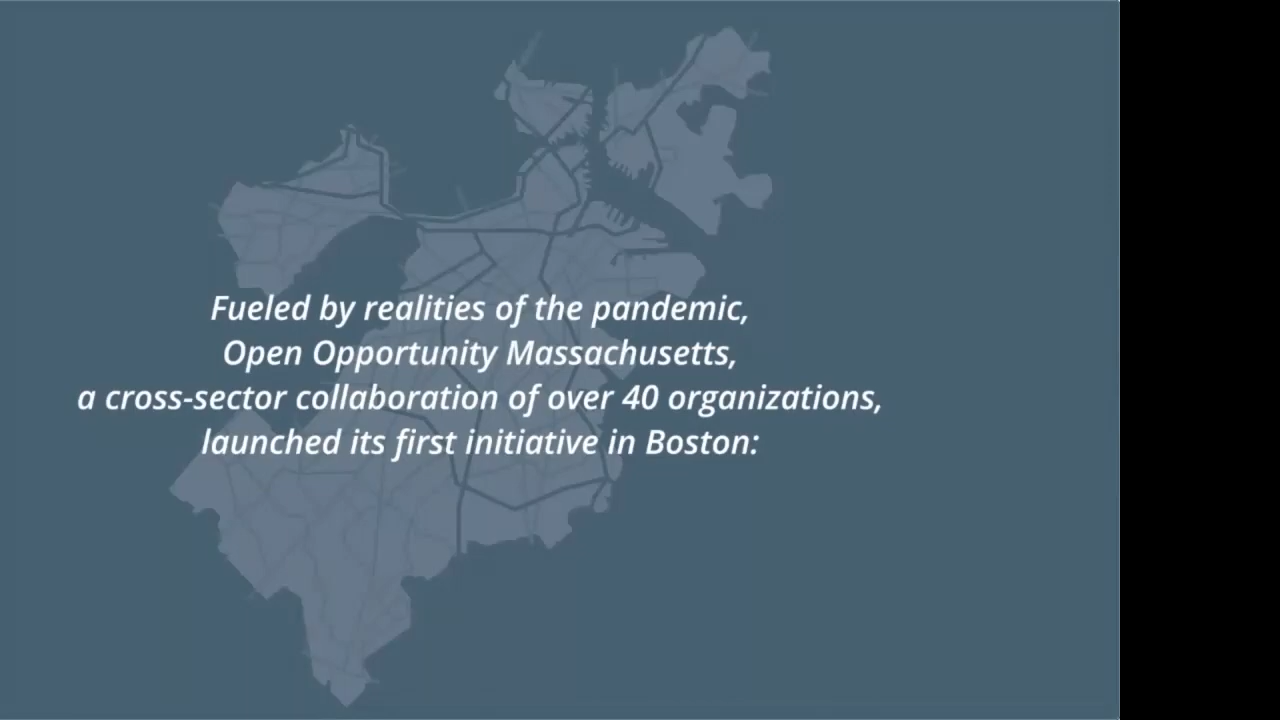 Fueled by realities of the pandemic,
Open Opportunity Massachusetts,
a cross-sector collaboration of over 40 organizations,
launched its first initiative in Boston: